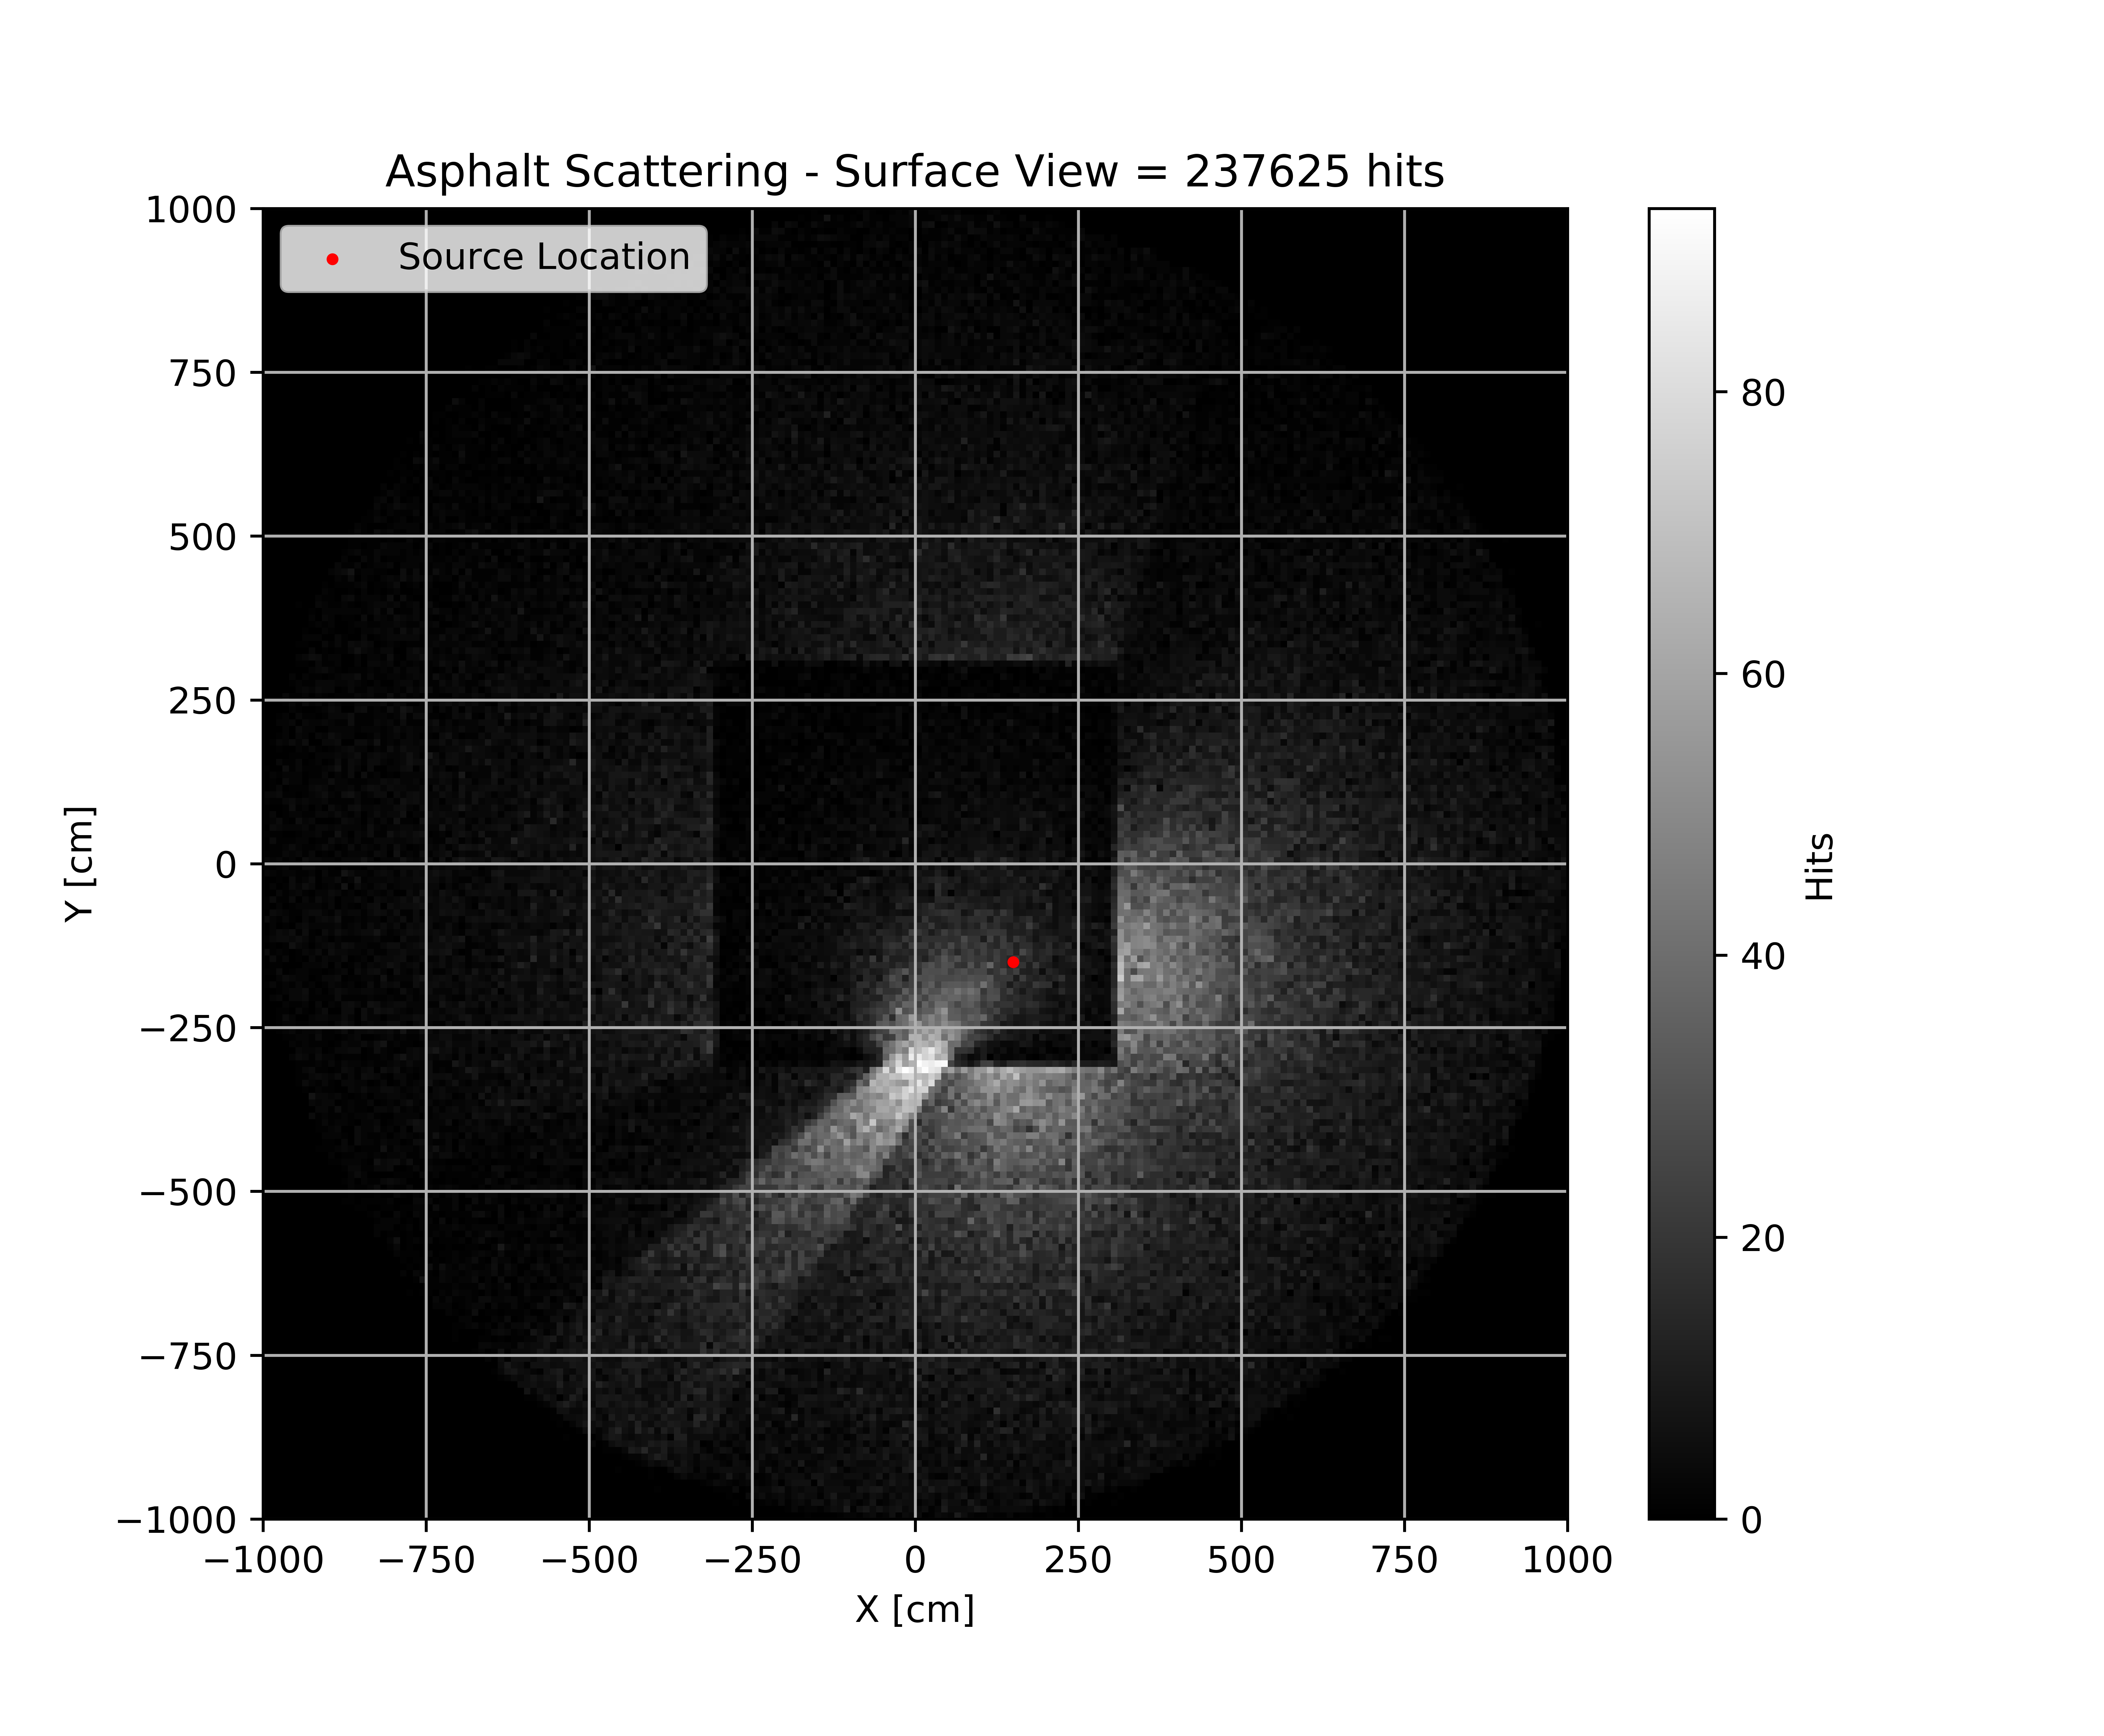 Asphalt Scattering - Surface View = 237625 hits
Source Location
1000
750
500
250
0
−250
−500
−750
−1000
Y [cm]
−1000 −750 −500 −250 0 250 500 750 1000
X [cm]
80
60
40
20
0
Hits